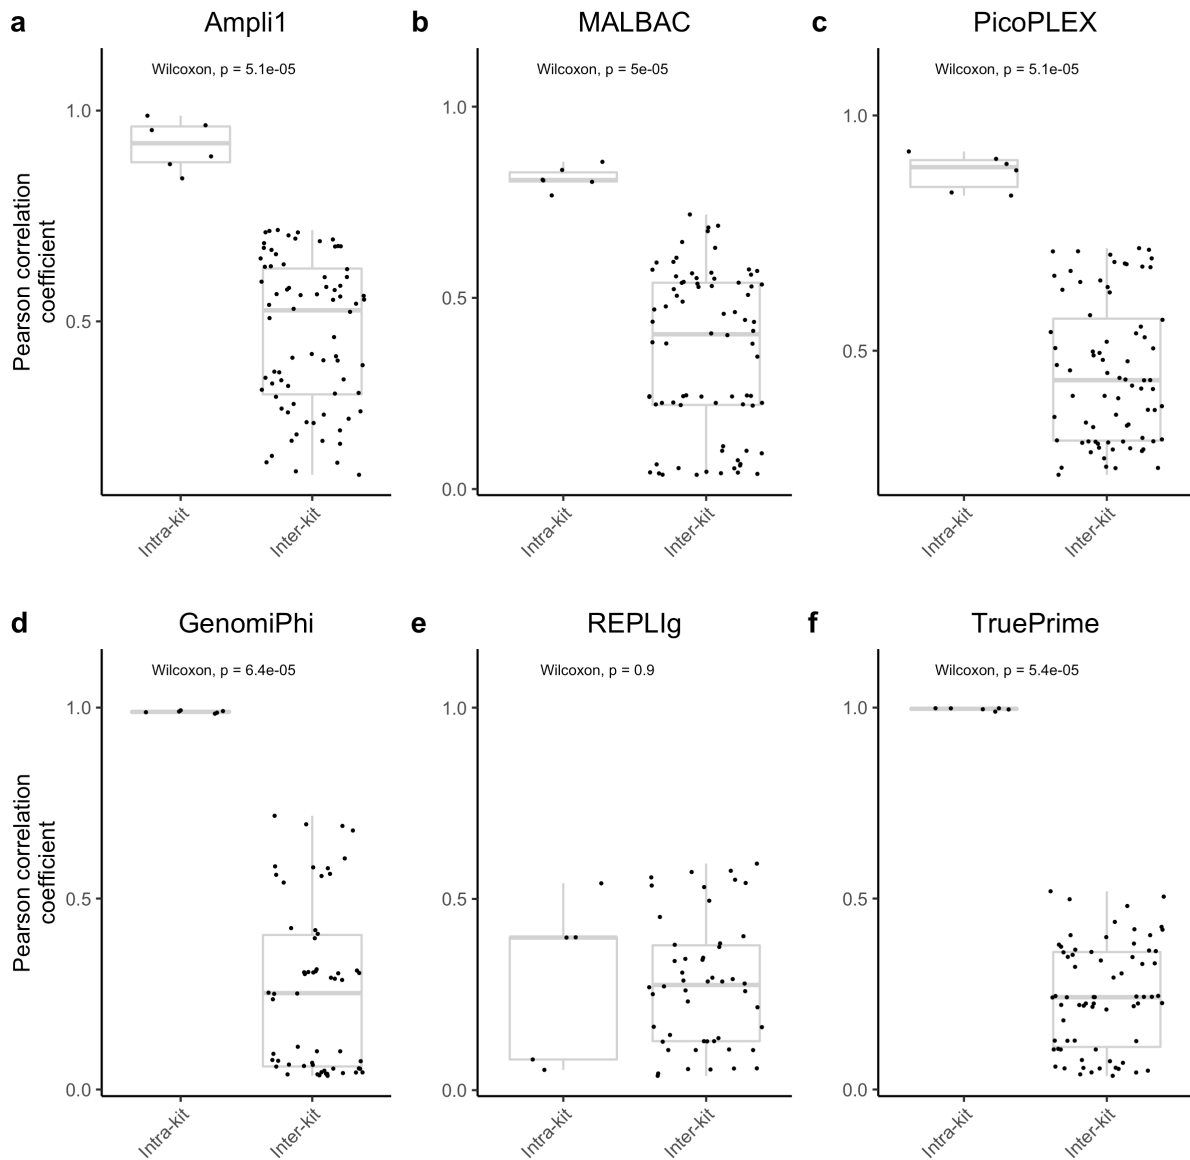 a
Ampli1
Wilcoxon, p = 5.1e-05
1.0
0.5
Pearson correlation
coefficient
Intra-kit
Inter-kit
b
MALBAC
Wilcoxon, p = 5e-05
1.0
0.5
0.0
Intra-kit
Inter-kit
c
PicoPLEX
Wilcoxon, p = 5.1e-05
1.0
0.5
Intra-kit
Inter-kit
d
GenomiPhi
Wilcoxon, p = 6.4e-05
1.0
0.5
0.0
Pearson correlation
coefficient
Intra-kit
Inter-kit
e
REPLIg
Wilcoxon, p = 0.9
1.0
0.5
0.0
Intra-kit
Inter-kit
f
TruePrime
Wilcoxon, p = 5.4e-05
1.0
0.5
0.0
Intra-kit
Inter-kit